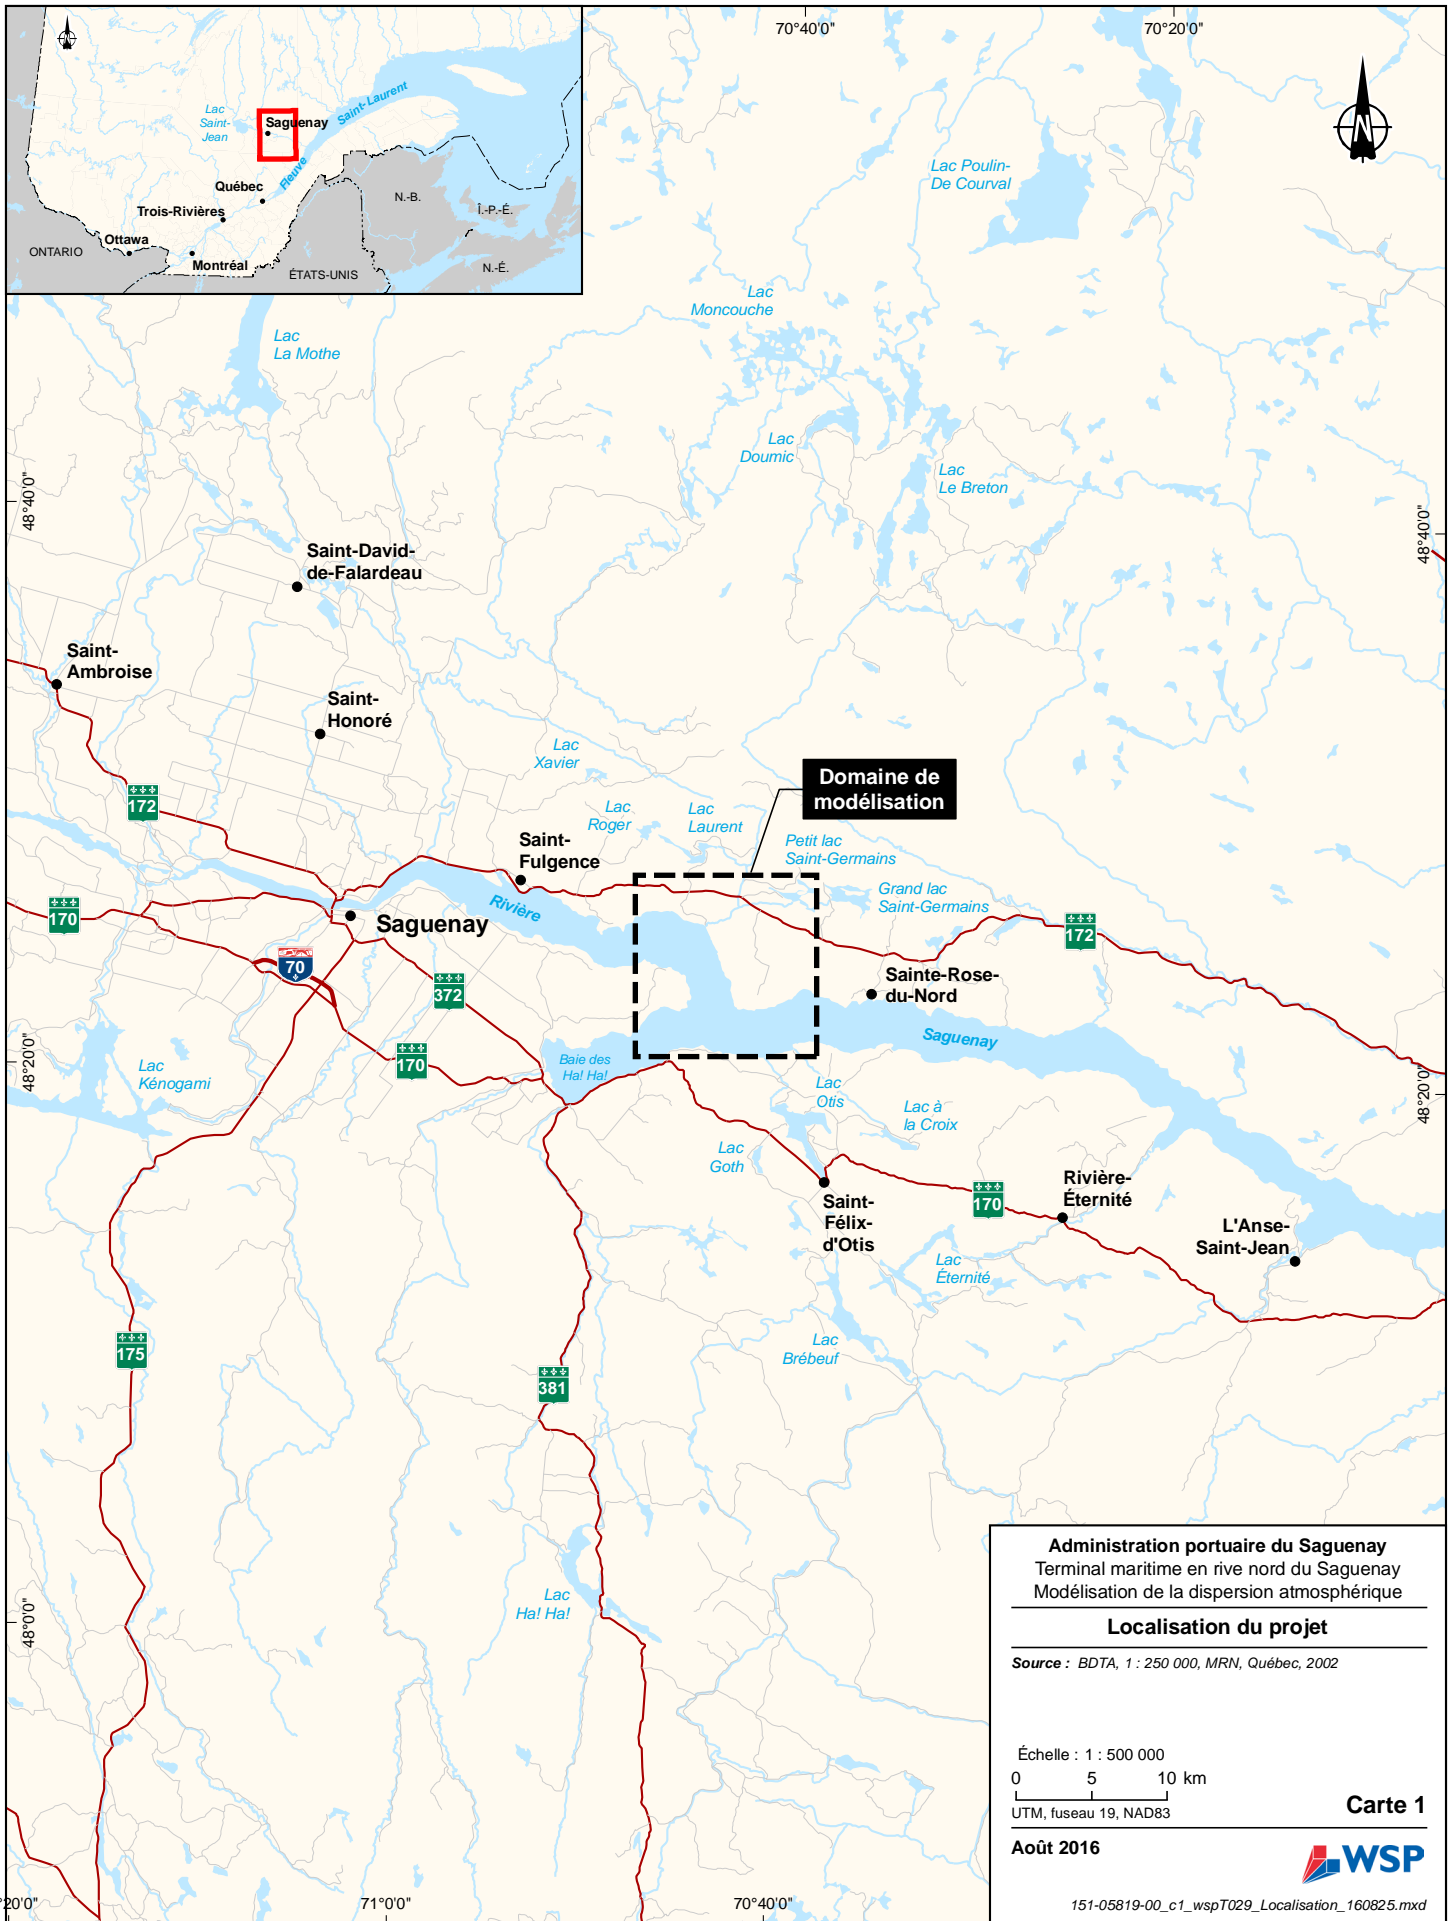 70°40'0"
70°20'0"
Lac
Saint-
Jean
Saguenay
Saint-Laurent
Fleuve
Québec
Trois-Rivières
Ottawa
Montréal
ONTARIO
ÉTATS-UNIS
N.-B.
Î.-P.-É.
N.-É.
Lac Poulin-
De Courval
Lac
Moncouche
Lac
La Mothe
Lac
Doumic
Lac
Le Breton
48°40'0"
48°40'0"
Saint-David-
de-Falardeau
Saint-
Ambroise
Saint-
Honoré
Lac
Xavier
Domaine de
modélisation
172
Lac
Roger
Lac
Laurent
Saint-
Fulgence
Petit lac
Saint-Germains
Grand lac
Saint-Germains
170
Saguenay
Rivière
172
70
372
Sainte-Rose-
du-Nord
Saguenay
170
Baie des
Ha! Ha!
Lac
Kénogami
48°20'0"
48°20'0"
Lac
Otis
Lac à
la Croix
Lac
Goth
Saint-
Félix-
d'Otis
170
Rivière-
Éternité
L'Anse-
Saint-Jean
Lac
Éternité
175
Lac
Brébeuf
381
Lac
Ha! Ha!
48°0'0"
Administration portuaire du Saguenay
Terminal maritime en rive nord du Saguenay
Modélisation de la dispersion atmosphérique
Localisation du projet
Source : BDTA, 1 : 250 000, MRN, Québec, 2002
Échelle : 1 : 500 000
0 5 10 km
UTM, fuseau 19, NAD83
Carte 1
Août 2016
WSP
151-05819-00_c1_wspT029_Localisation_160825.mxd
20'0"
71°0'0"
70°40'0"